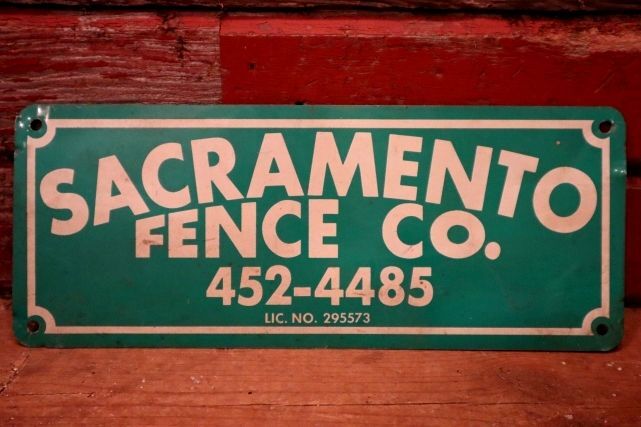 SACRAMENTO
FENCE CO.
452-4485
LIC. NO. 295573